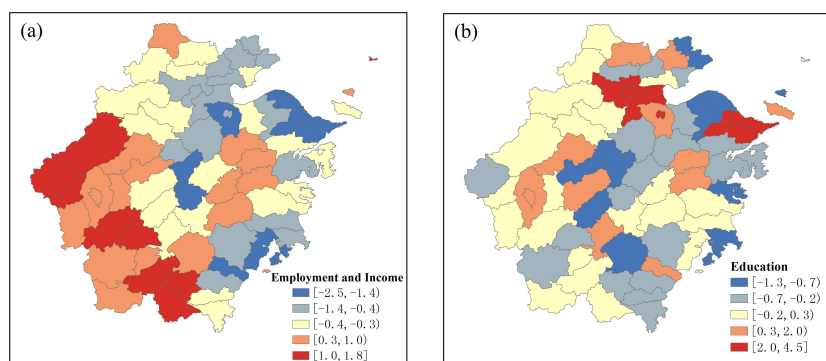 (a)
Employment and Income
[-2.5,-1.4)
[-1.4,-0.4)
[-0.4,-0.3)
[0.3,1.0)
[1.0,1.8]
(b)
Education
[-1.3,-0.7)
[-0.7,-0.2)
[-0.2,0.3)
[0.3,2.0)
[2.0,4.5]